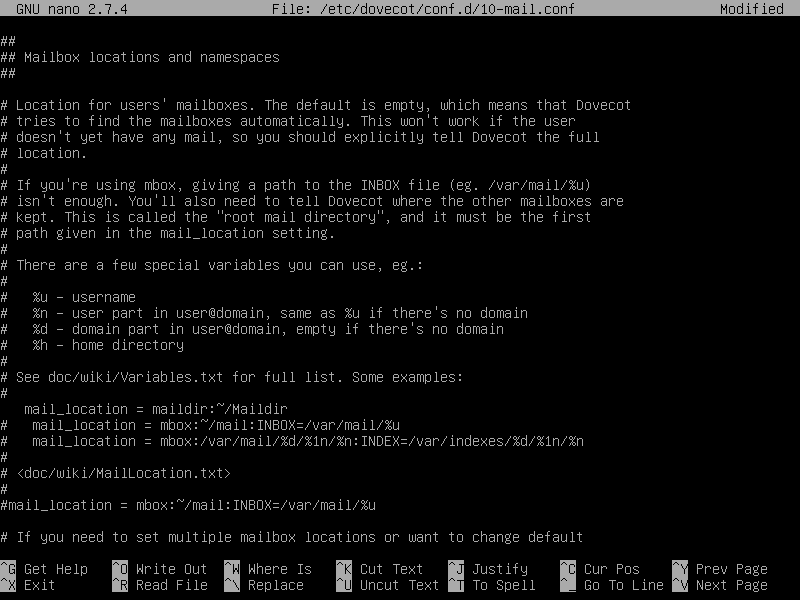 GNU nano 2.7.4 File: /etc/dovecot/conf.d/10-mail.conf Modified
##
## Mailbox locations and namespaces
##
# Location for users' mailboxes. The default is empty, which means that Dovecot
# tries to find the mailboxes automatically. This won't work if the user
# doesn't yet have any mail, so you should explicitly tell Dovecot the full
# location.
#
# If you're using mbox, giving a path to the INBOX file (eg. /var/mail/%u)
# isn't enough. You'll also need to tell Dovecot where the other mailboxes are
# kept. This is called the "root mail directory", and it must be the first
# path given in the mail_location setting.
#
# There are a few special variables you can use, eg.:
#
#   %u - username
#   %n - user part in user@domain, same as %u if there's no domain
#   %d - domain part in user@domain, empty if there's no domain
#   %h - home directory
#
# See doc/wiki/Variables.txt for full list. Some examples:
#
   mail_location = maildir:~/Maildir
#   mail_location = mbox:~/mail:INBOX=/var/mail/%u
#   mail_location = mbox:/var/mail/%d/%1n/%n:INDEX=/var/indexes/%d/%1n/%n
#
# <doc/wiki/MailLocation.txt>
#
#mail_location = mbox:~/mail:INBOX=/var/mail/%u
# If you need to set multiple mailbox locations or want to change default
^G Get Help ^O Write Out ^W Where Is ^K Cut Text ^J Justify ^C Cur Pos ^Y Prev Page
^X Exit ^R Read File ^\ Replace ^U Uncut Text ^T To Spell ^_ Go To Line ^V Next Page